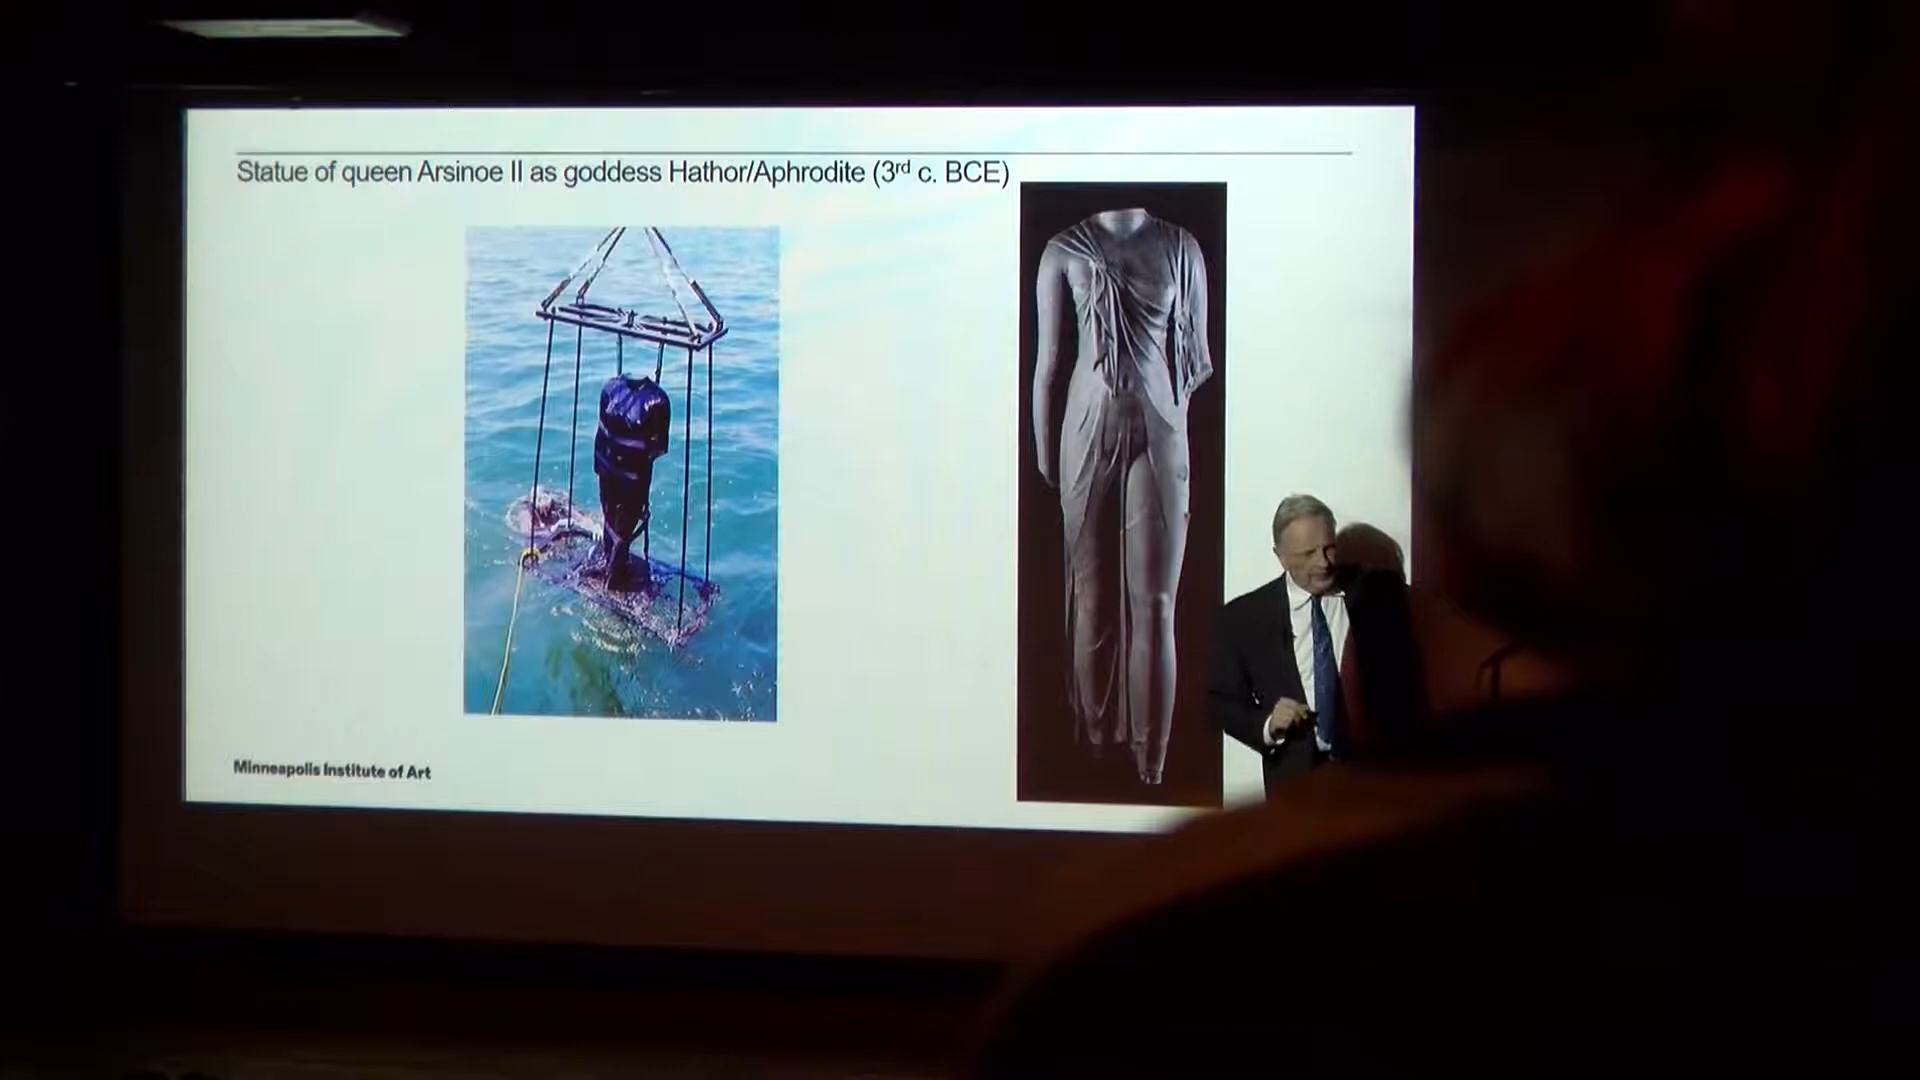 Statue of queen Arsinoe II as goddess Hathor/Aphrodite (3rd c. BCE)
Minneapolis Institute of Art